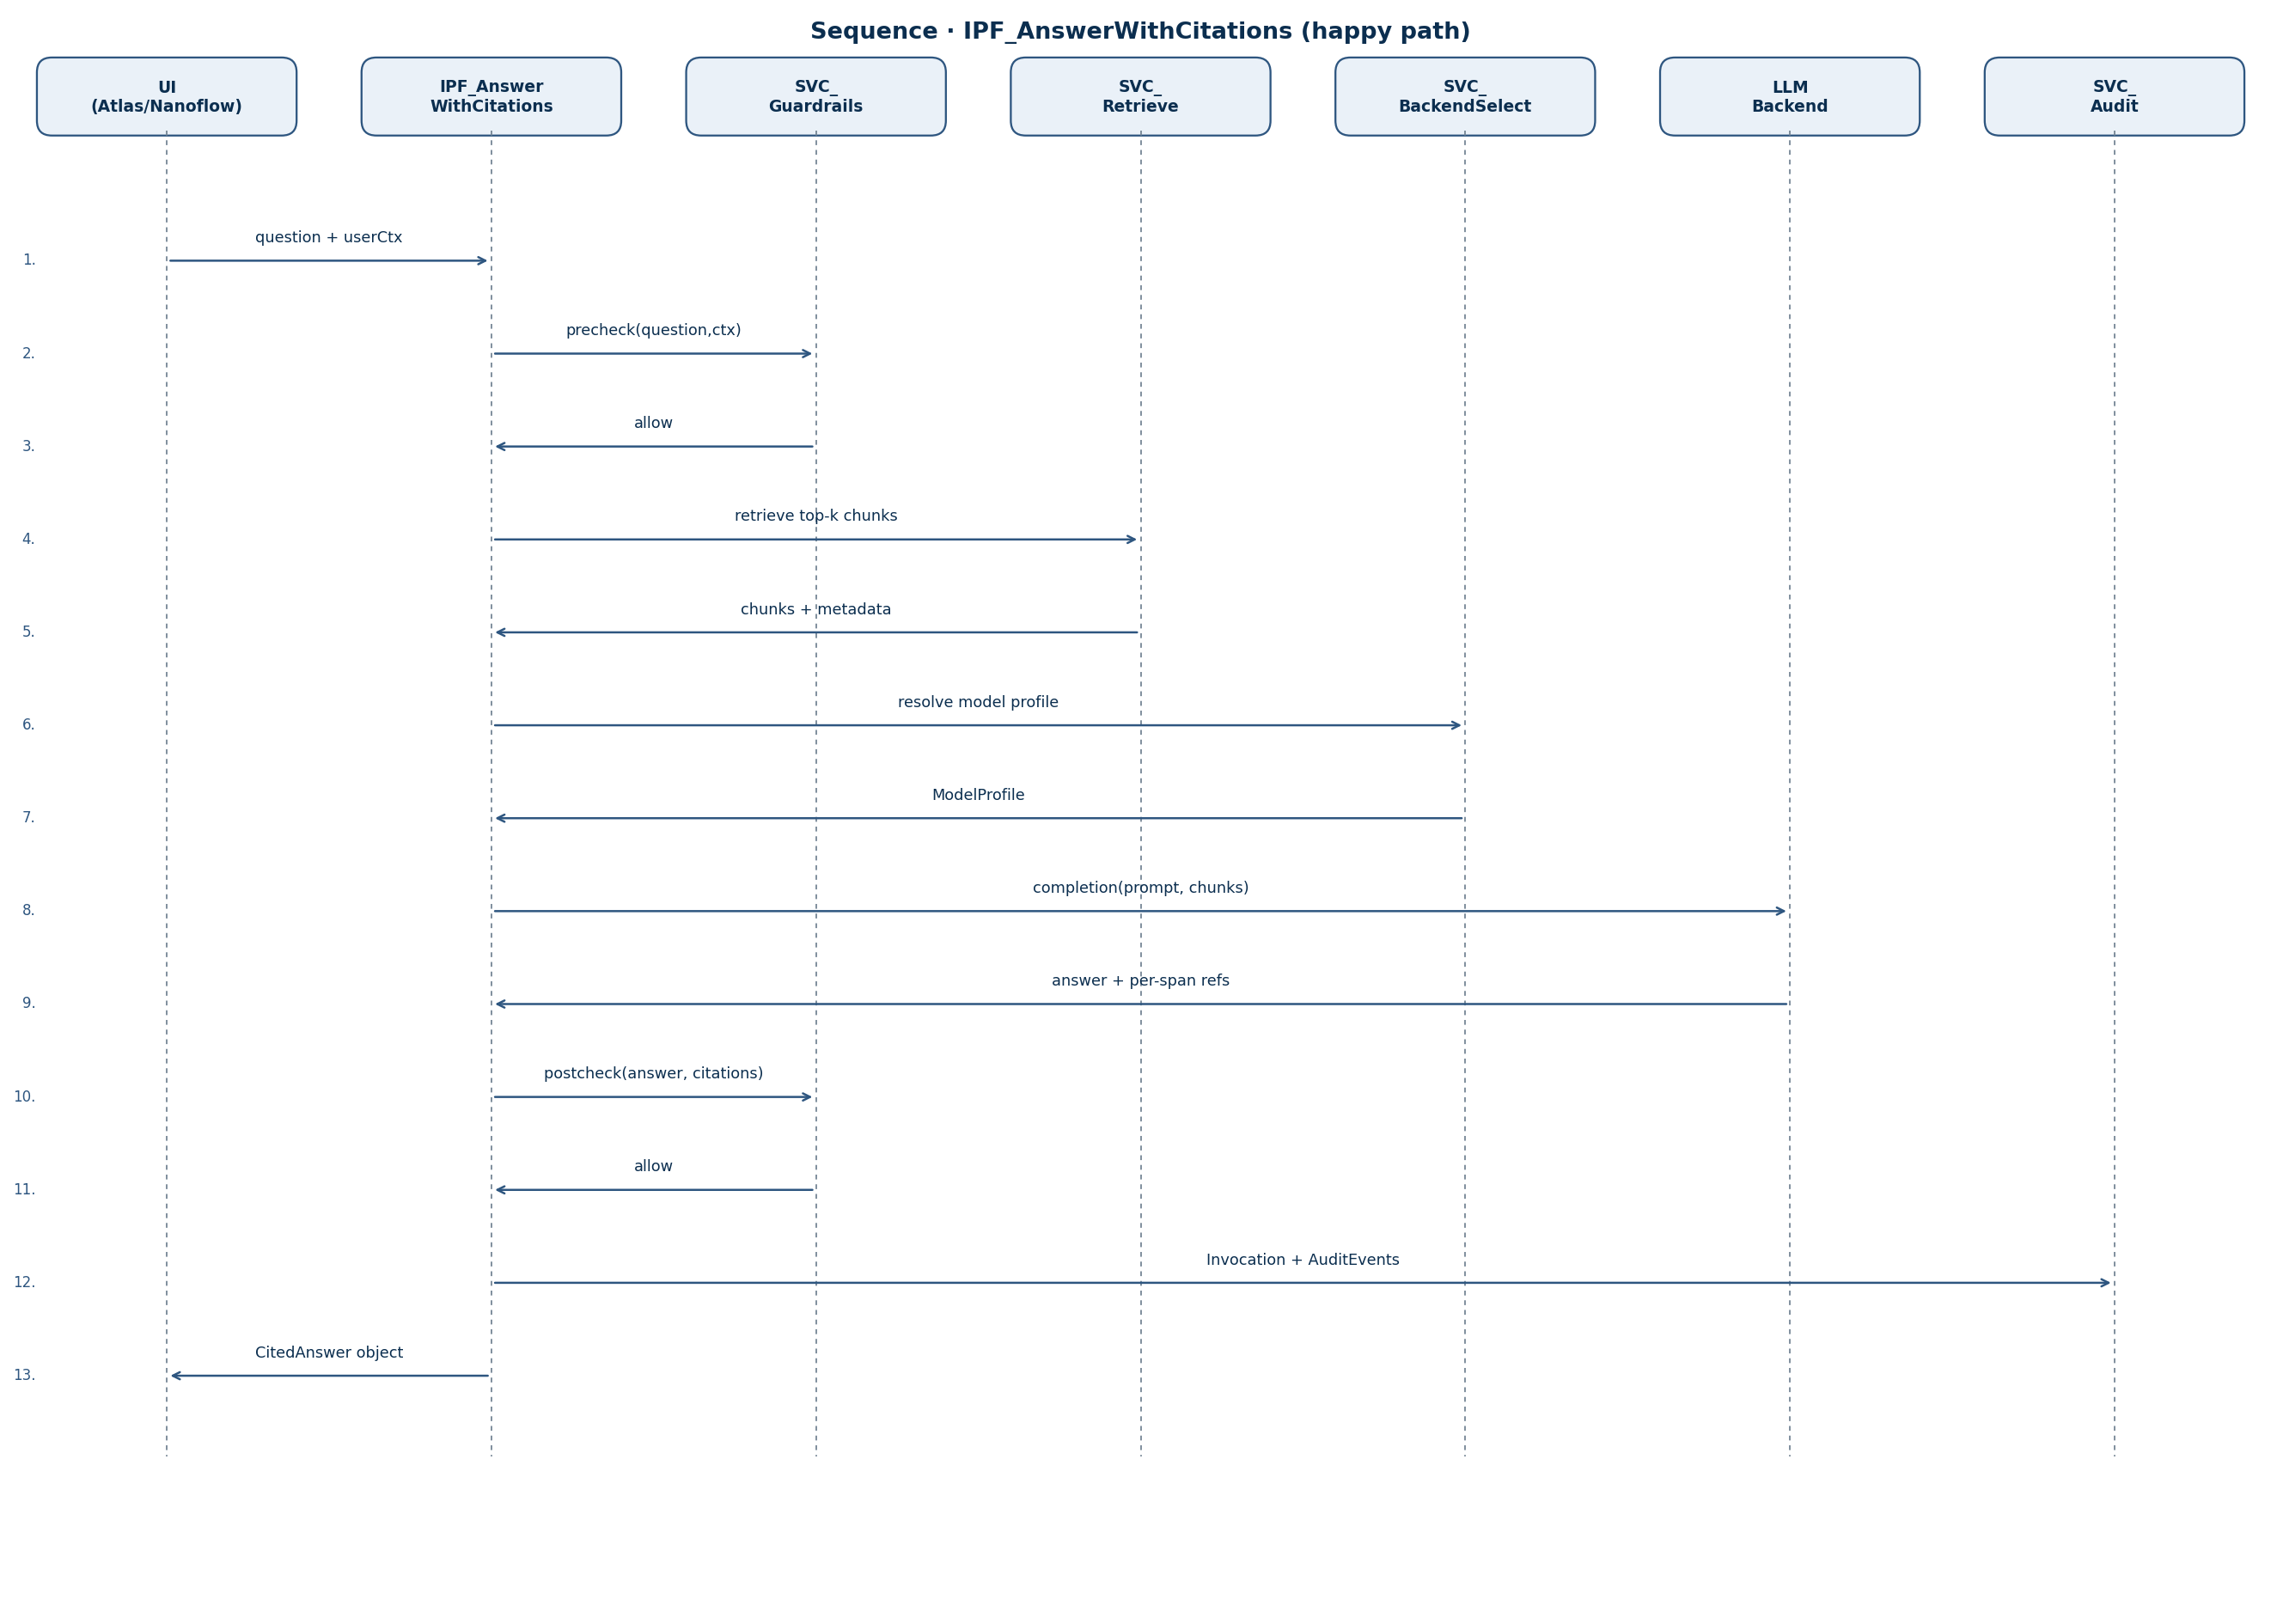 Sequence · IPF_AnswerWithCitations (happy path)
UI
(Atlas/Nanoflow)
IPF_Answer
WithCitations
SVC_
Guardrails
SVC_
Retrieve
SVC_
BackendSelect
LLM
Backend
SVC_
Audit
1.
question + userCtx
2.
precheck(question,ctx)
3.
allow
4.
retrieve top-k chunks
5.
chunks + metadata
6.
resolve model profile
7.
ModelProfile
8.
completion(prompt, chunks)
9.
answer + per-span refs
10.
postcheck(answer, citations)
11.
allow
12.
Invocation + AuditEvents
13.
CitedAnswer object